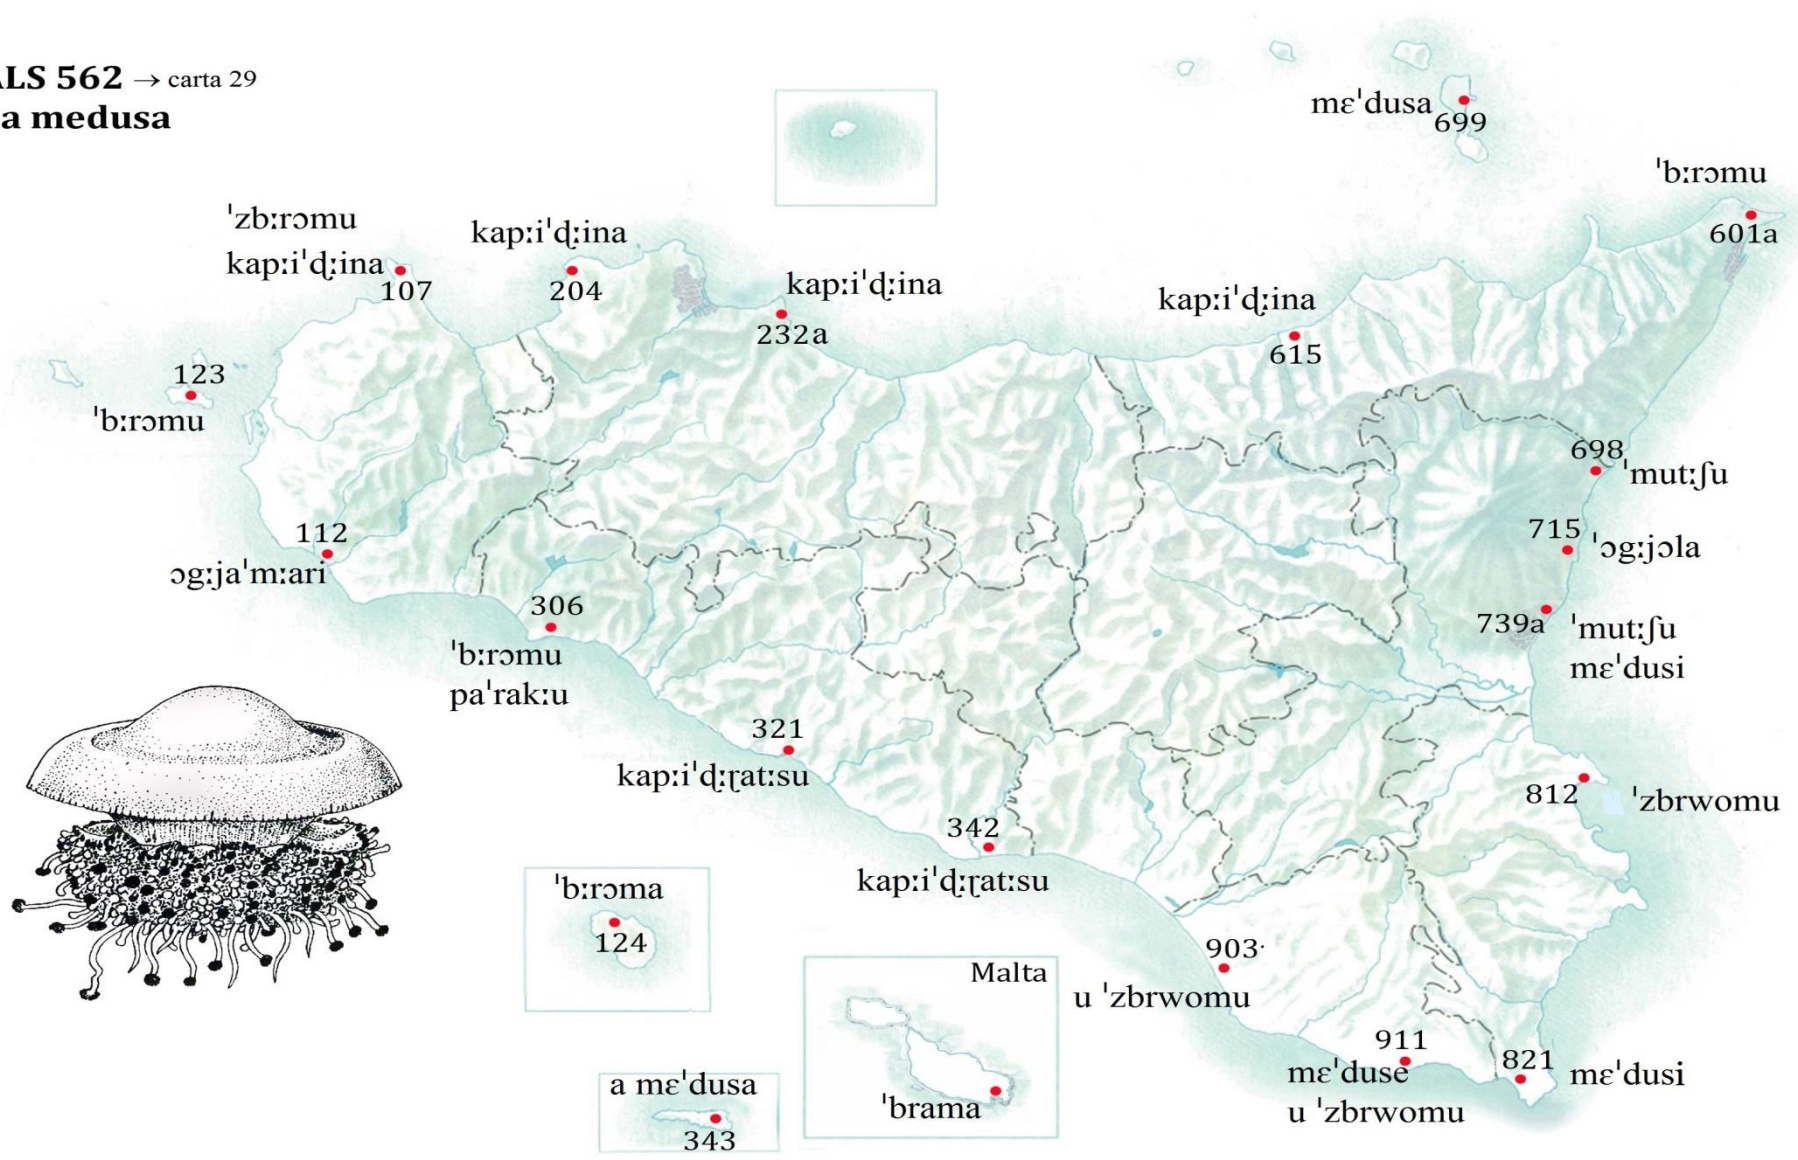 ALS 562 → carta 29
a medusa
mɛˈdusa
699
ˈbːrɔmu
601a
ˈzbːrɔmu
kapːiˈɖːina
107
kapːiˈɖːina
204
kapːiˈɖːina
232a
kapːiˈɖːina
615
123
ˈbːrɔmu
698
ˈmutːʃu
112
ɔgːjaˈmːari
715
ˈɔgːjɔla
306
ˈbːrɔmu
paˈrakːu
739a
ˈmutːʃu
mɛˈdusi
321
kapːiˈɖːɽatːsu
812
ˈzbrwomu
342
kapːiˈɖːɽatːsu
ˈbːrɔma
124
903
u ˈzbrwomu
Malta
ˈbrama
911
mɛˈduse
u ˈzbrwomu
821
mɛˈdusi
a mɛˈdusa
343